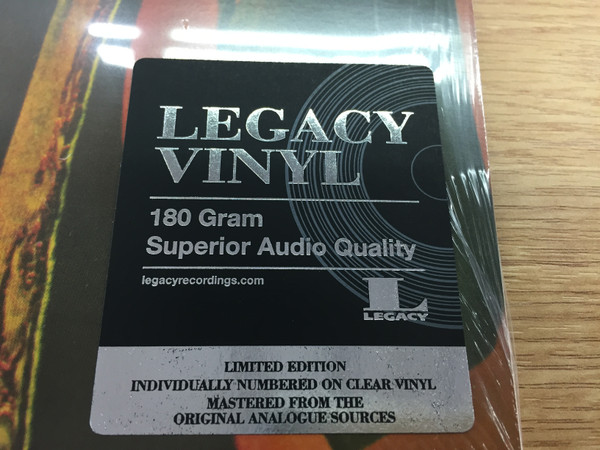 LEGACY
VINYL
180 Gram
Superior Audio Quality
legacyrecordings.com
L
LEGACY
LIMITED EDITION
INDIVIDUALLY NUMBERED ON CLEAR VINYL
MASTERED FROM THE
ORIGINAL ANALOGUE SOURCES